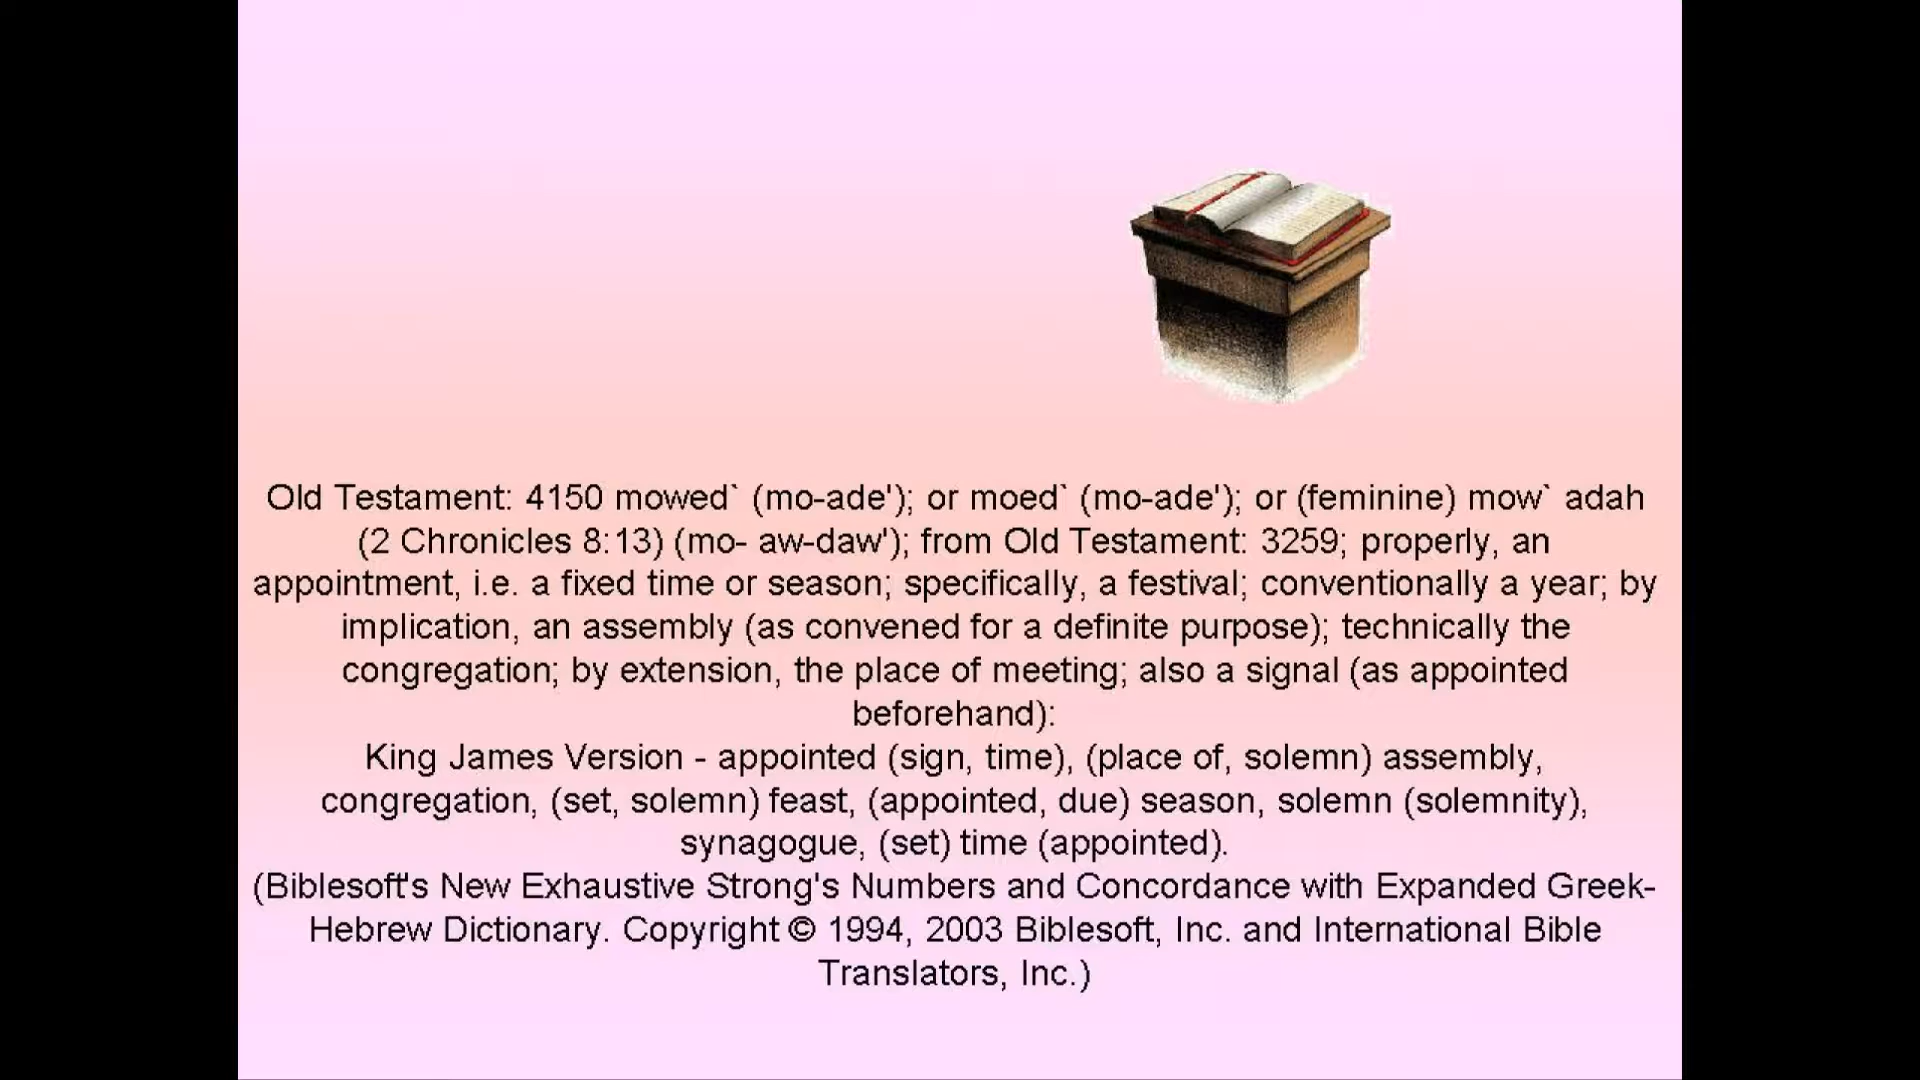 Old Testament: 4150 mowed` (mo-ade'); or moed` (mo-ade'); or (feminine) mow` adah
(2 Chronicles 8:13) (mo- aw-daw'); from Old Testament: 3259; properly, an
appointment, i.e. a fixed time or season; specifically, a festival; conventionally a year; by
implication, an assembly (as convened for a definite purpose); technically the
congregation; by extension, the place of meeting; also a signal (as appointed
beforehand):
King James Version - appointed (sign, time), (place of, solemn) assembly,
congregation, (set, solemn) feast, (appointed, due) season, solemn (solemnity),
synagogue, (set) time (appointed).
(Biblesoft's New Exhaustive Strong's Numbers and Concordance with Expanded Greek-
Hebrew Dictionary. Copyright © 1994, 2003 Biblesoft, Inc. and International Bible
Translators, Inc.)